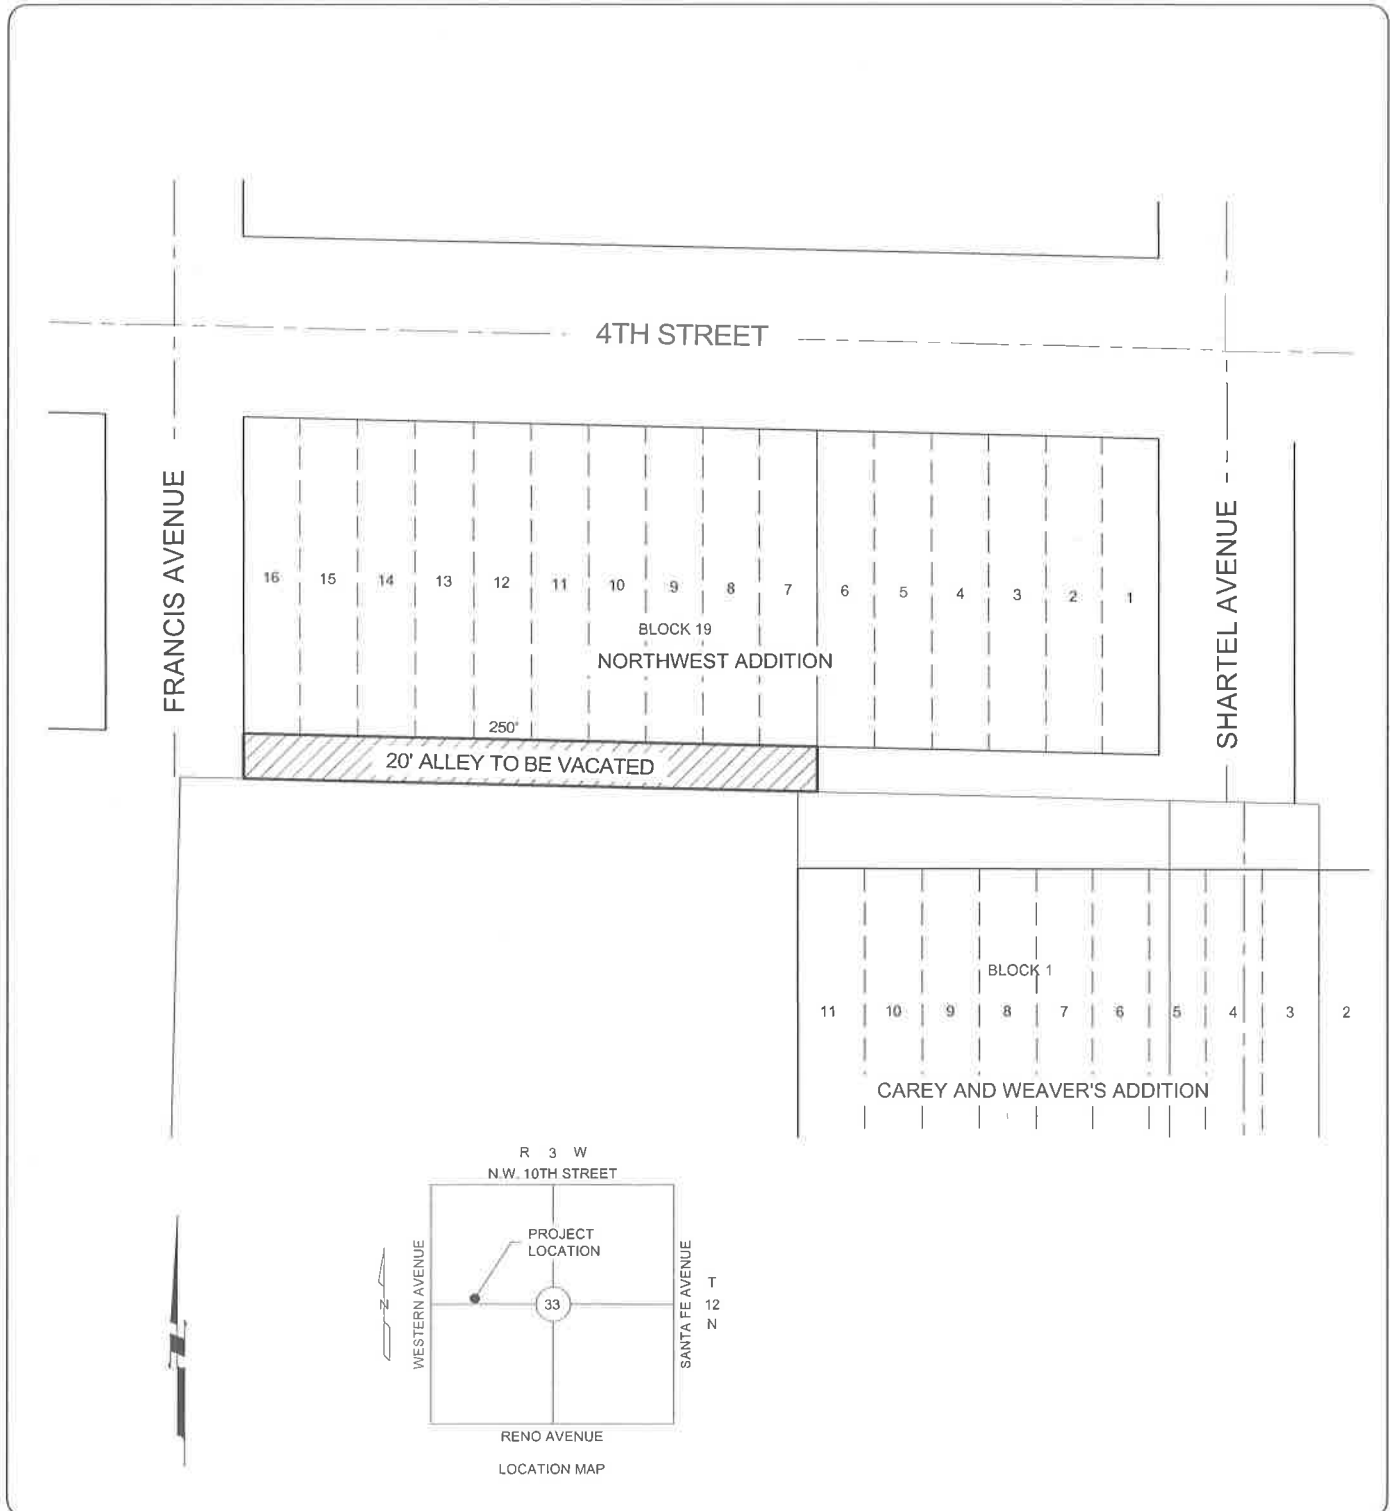 4TH STREET
FRANCIS AVENUE
SHARTEL AVENUE
16 15 14 13 12 11 10 9 8 7 6 5 4 3 2 1
BLOCK 19
NORTHWEST ADDITION
250'
20' ALLEY TO BE VACATED
BLOCK 1
11 10 9 8 7 6 5 4 3 2
CAREY AND WEAVER'S ADDITION
R 3 W
N.W. 10TH STREET
PROJECT
LOCATION
WESTERN AVENUE
N
33
SANTA FE AVENUE
T
12
N
RENO AVENUE
LOCATION MAP